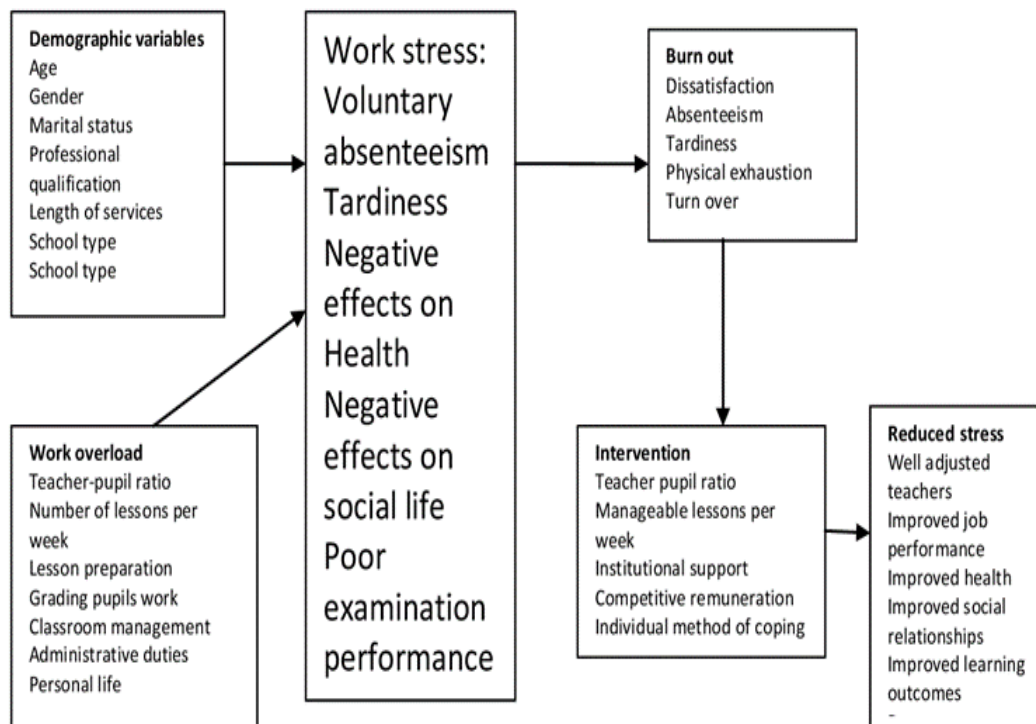 Demographic variables
Age
Gender
Marital status
Professional
qualification
Length of services
School type
School type
Work overload
Teacher-pupil ratio
Number of lessons per
week
Lesson preparation
Grading pupils work
Classroom management
Administrative duties
Personal life
Work stress:
Voluntary
absenteeism
Tardiness
Negative
effects on
Health
Negative
effects on
social life
Poor
examination
performance
Burn out
Dissatisfaction
Absenteeism
Tardiness
Physical exhaustion
Turn over
Intervention
Teacher pupil ratio
Manageable lessons per
week
Institutional support
Competitive remuneration
Individual method of coping
Reduced stress
Well adjusted
teachers
Improved job
performance
Improved health
Improved social
relationships
Improved learning
outcomes